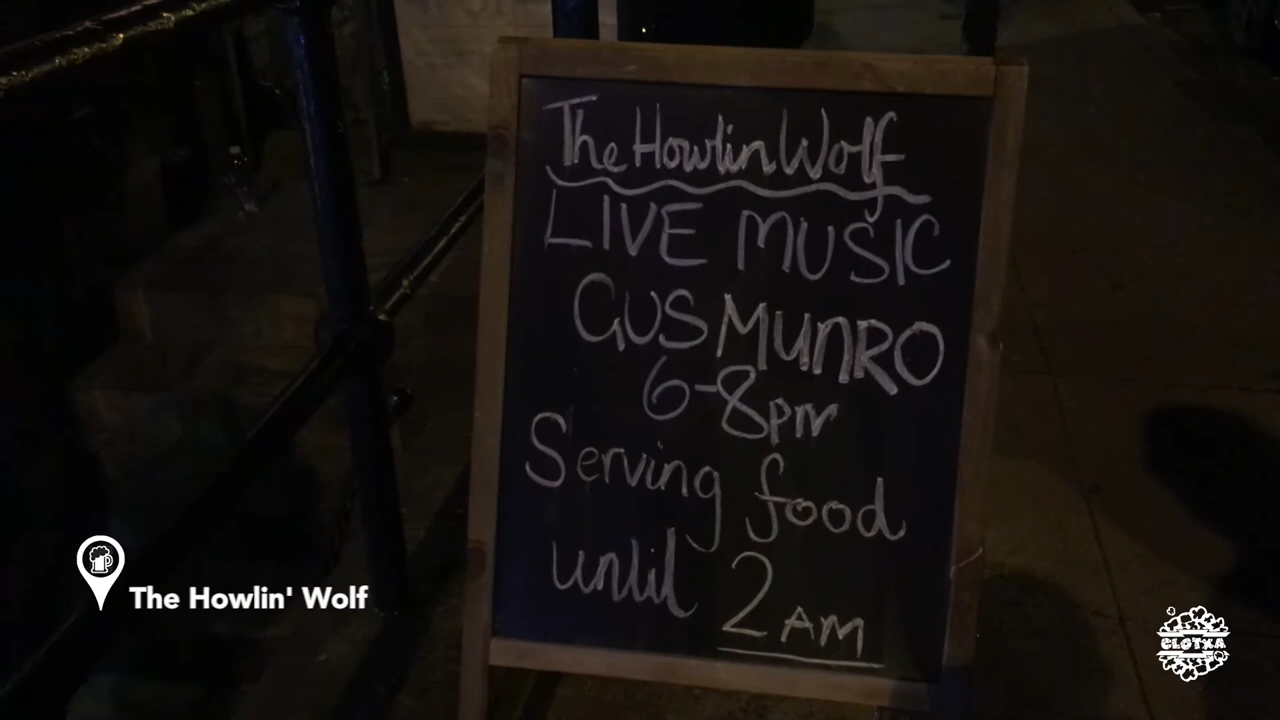 The Howlin Wolf
LIVE MUSIC
GUS MUNRO
6-8pm
Serving food
until 2AM
The Howlin' Wolf
CLOTXA